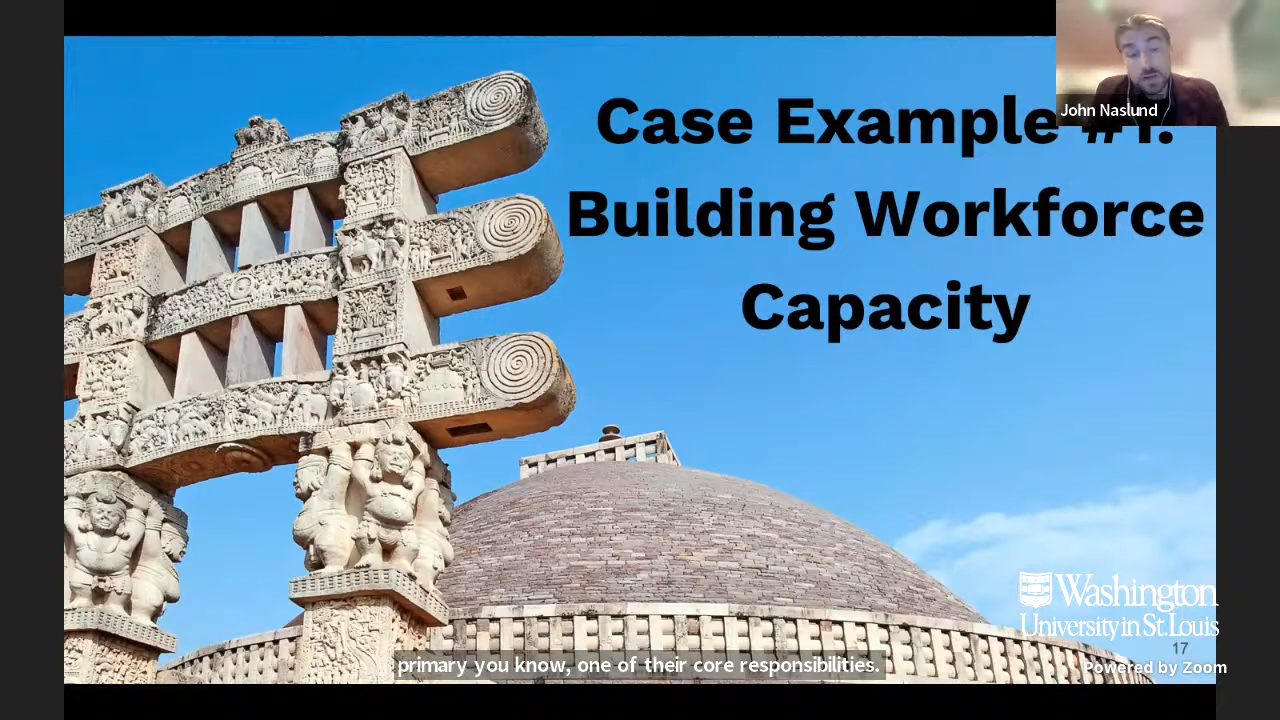 John Naslund
Case Example #1:
Building Workforce
Capacity
Washington
University in St. Louis
17
primary you know, one of their core responsibilities.
Powered by Zoom